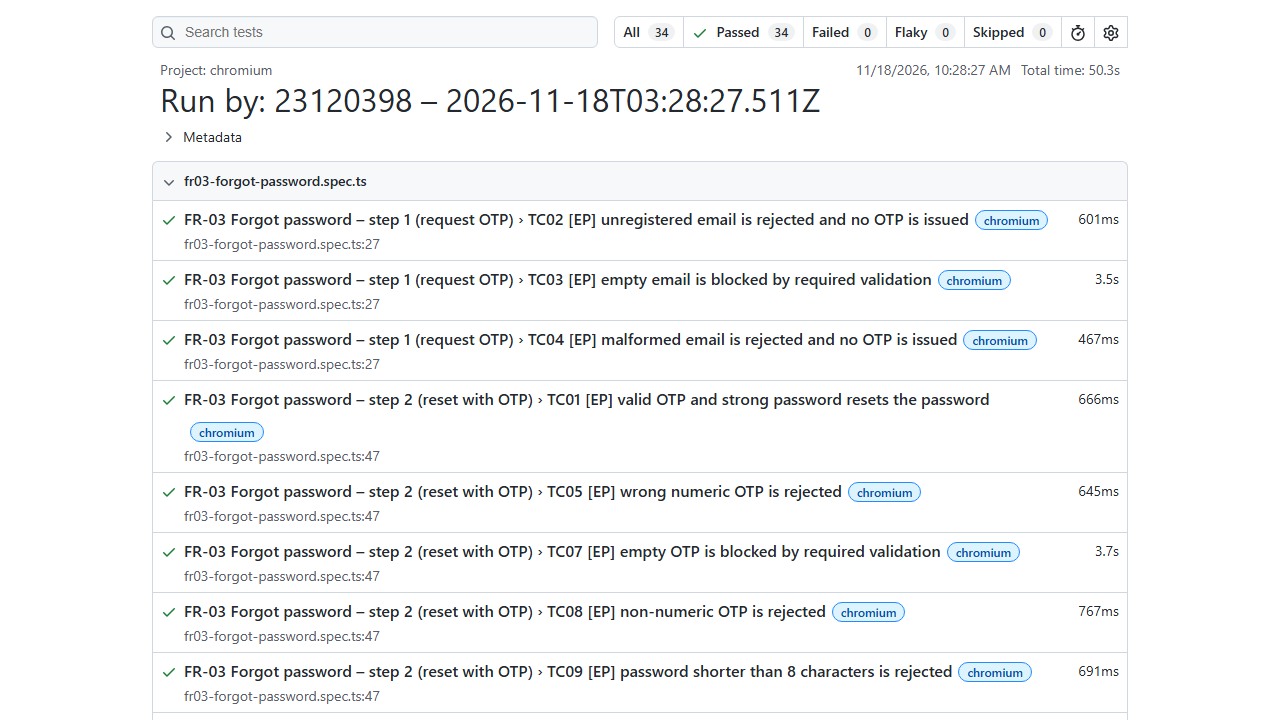 Search tests
All 34 Passed 34 Failed 0 Flaky 0 Skipped 0
Project: chromium 11/18/2026, 10:28:27 AM Total time: 50.3s
Run by: 23120398 – 2026-11-18T03:28:27.511Z
Metadata
fr03-forgot-password.spec.ts
FR-03 Forgot password – step 1 (request OTP) › TC02 [EP] unregistered email is rejected and no OTP is issued chromium 601ms
fr03-forgot-password.spec.ts:27
FR-03 Forgot password – step 1 (request OTP) › TC03 [EP] empty email is blocked by required validation chromium 3.5s
fr03-forgot-password.spec.ts:27
FR-03 Forgot password – step 1 (request OTP) › TC04 [EP] malformed email is rejected and no OTP is issued chromium 467ms
fr03-forgot-password.spec.ts:27
FR-03 Forgot password – step 2 (reset with OTP) › TC01 [EP] valid OTP and strong password resets the password 666ms
chromium
fr03-forgot-password.spec.ts:47
FR-03 Forgot password – step 2 (reset with OTP) › TC05 [EP] wrong numeric OTP is rejected chromium 645ms
fr03-forgot-password.spec.ts:47
FR-03 Forgot password – step 2 (reset with OTP) › TC07 [EP] empty OTP is blocked by required validation chromium 3.7s
fr03-forgot-password.spec.ts:47
FR-03 Forgot password – step 2 (reset with OTP) › TC08 [EP] non-numeric OTP is rejected chromium 767ms
fr03-forgot-password.spec.ts:47
FR-03 Forgot password – step 2 (reset with OTP) › TC09 [EP] password shorter than 8 characters is rejected chromium 691ms
fr03-forgot-password.spec.ts:47